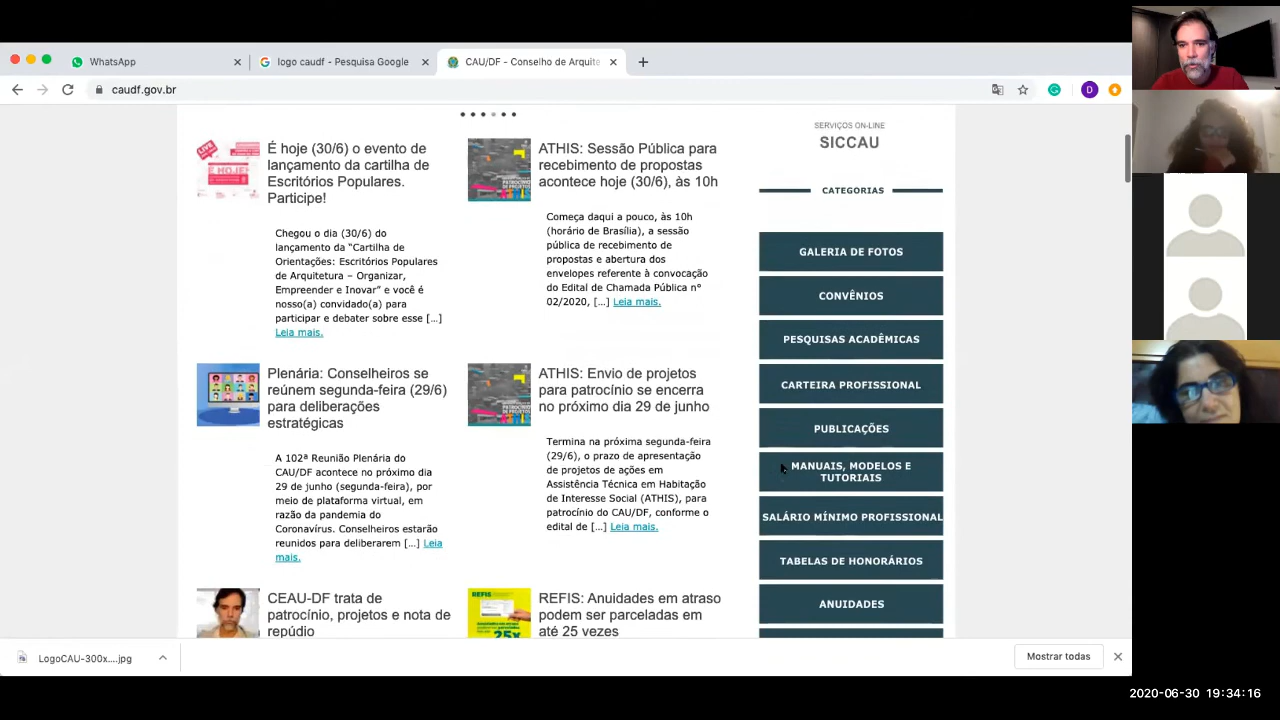 WhatsApp
logo caudf - Pesquisa Google
CAU/DF - Conselho de Arquite
caudf.gov.br
É hoje (30/6) o evento de
lançamento da cartilha de
Escritórios Populares.
Participe!
Chegou o dia (30/6) do
lançamento da “Cartilha de
Orientações: Escritórios Populares
de Arquitetura – Organizar,
Empreender e Inovar” e você é
nosso(a) convidado(a) para
participar e debater sobre esse [...]
Leia mais.
ATHIS: Sessão Pública para
recebimento de propostas
acontece hoje (30/6), às 10h
Começa daqui a pouco, às 10h
(horário de Brasília), a sessão
pública de recebimento de
propostas e abertura dos
envelopes referente à convocação
do Edital de Chamada Pública n°
02/2020, [...] Leia mais.
Plenária: Conselheiros se
reúnem segunda-feira (29/6)
para deliberações
estratégicas
A 102ª Reunião Plenária do
CAU/DF acontece no próximo dia
29 de junho (segunda-feira), por
meio de plataforma virtual, em
razão da pandemia do
Coronavírus. Conselheiros estarão
reunidos para deliberarem [...] Leia
mais.
ATHIS: Envio de projetos
para patrocínio se encerra
no próximo dia 29 de junho
Termina na próxima segunda-feira
(29/6), o prazo de apresentação
de projetos de ações em
Assistência Técnica em Habitação
de Interesse Social (ATHIS), para
patrocínio do CAU/DF, conforme o
edital de [...] Leia mais.
CEAU-DF trata de
patrocínio, projetos e nota de
repúdio
REFIS
25x
REFIS: Anuidades em atraso
podem ser parceladas em
até 25 vezes
SERVIÇOS ON-LINE
SICCAU
CATEGORIAS
GALERIA DE FOTOS
CONVÊNIOS
PESQUISAS ACADÊMICAS
CARTEIRA PROFISSIONAL
PUBLICAÇÕES
MANUAIS, MODELOS E
TUTORIAIS
SALÁRIO MÍNIMO PROFISSIONAL
TABELAS DE HONORÁRIOS
ANUIDADES
LIVE
É HOJE!
D
LogoCAU-300x....jpg
Mostrar todas
2020-06-30 19:34:16